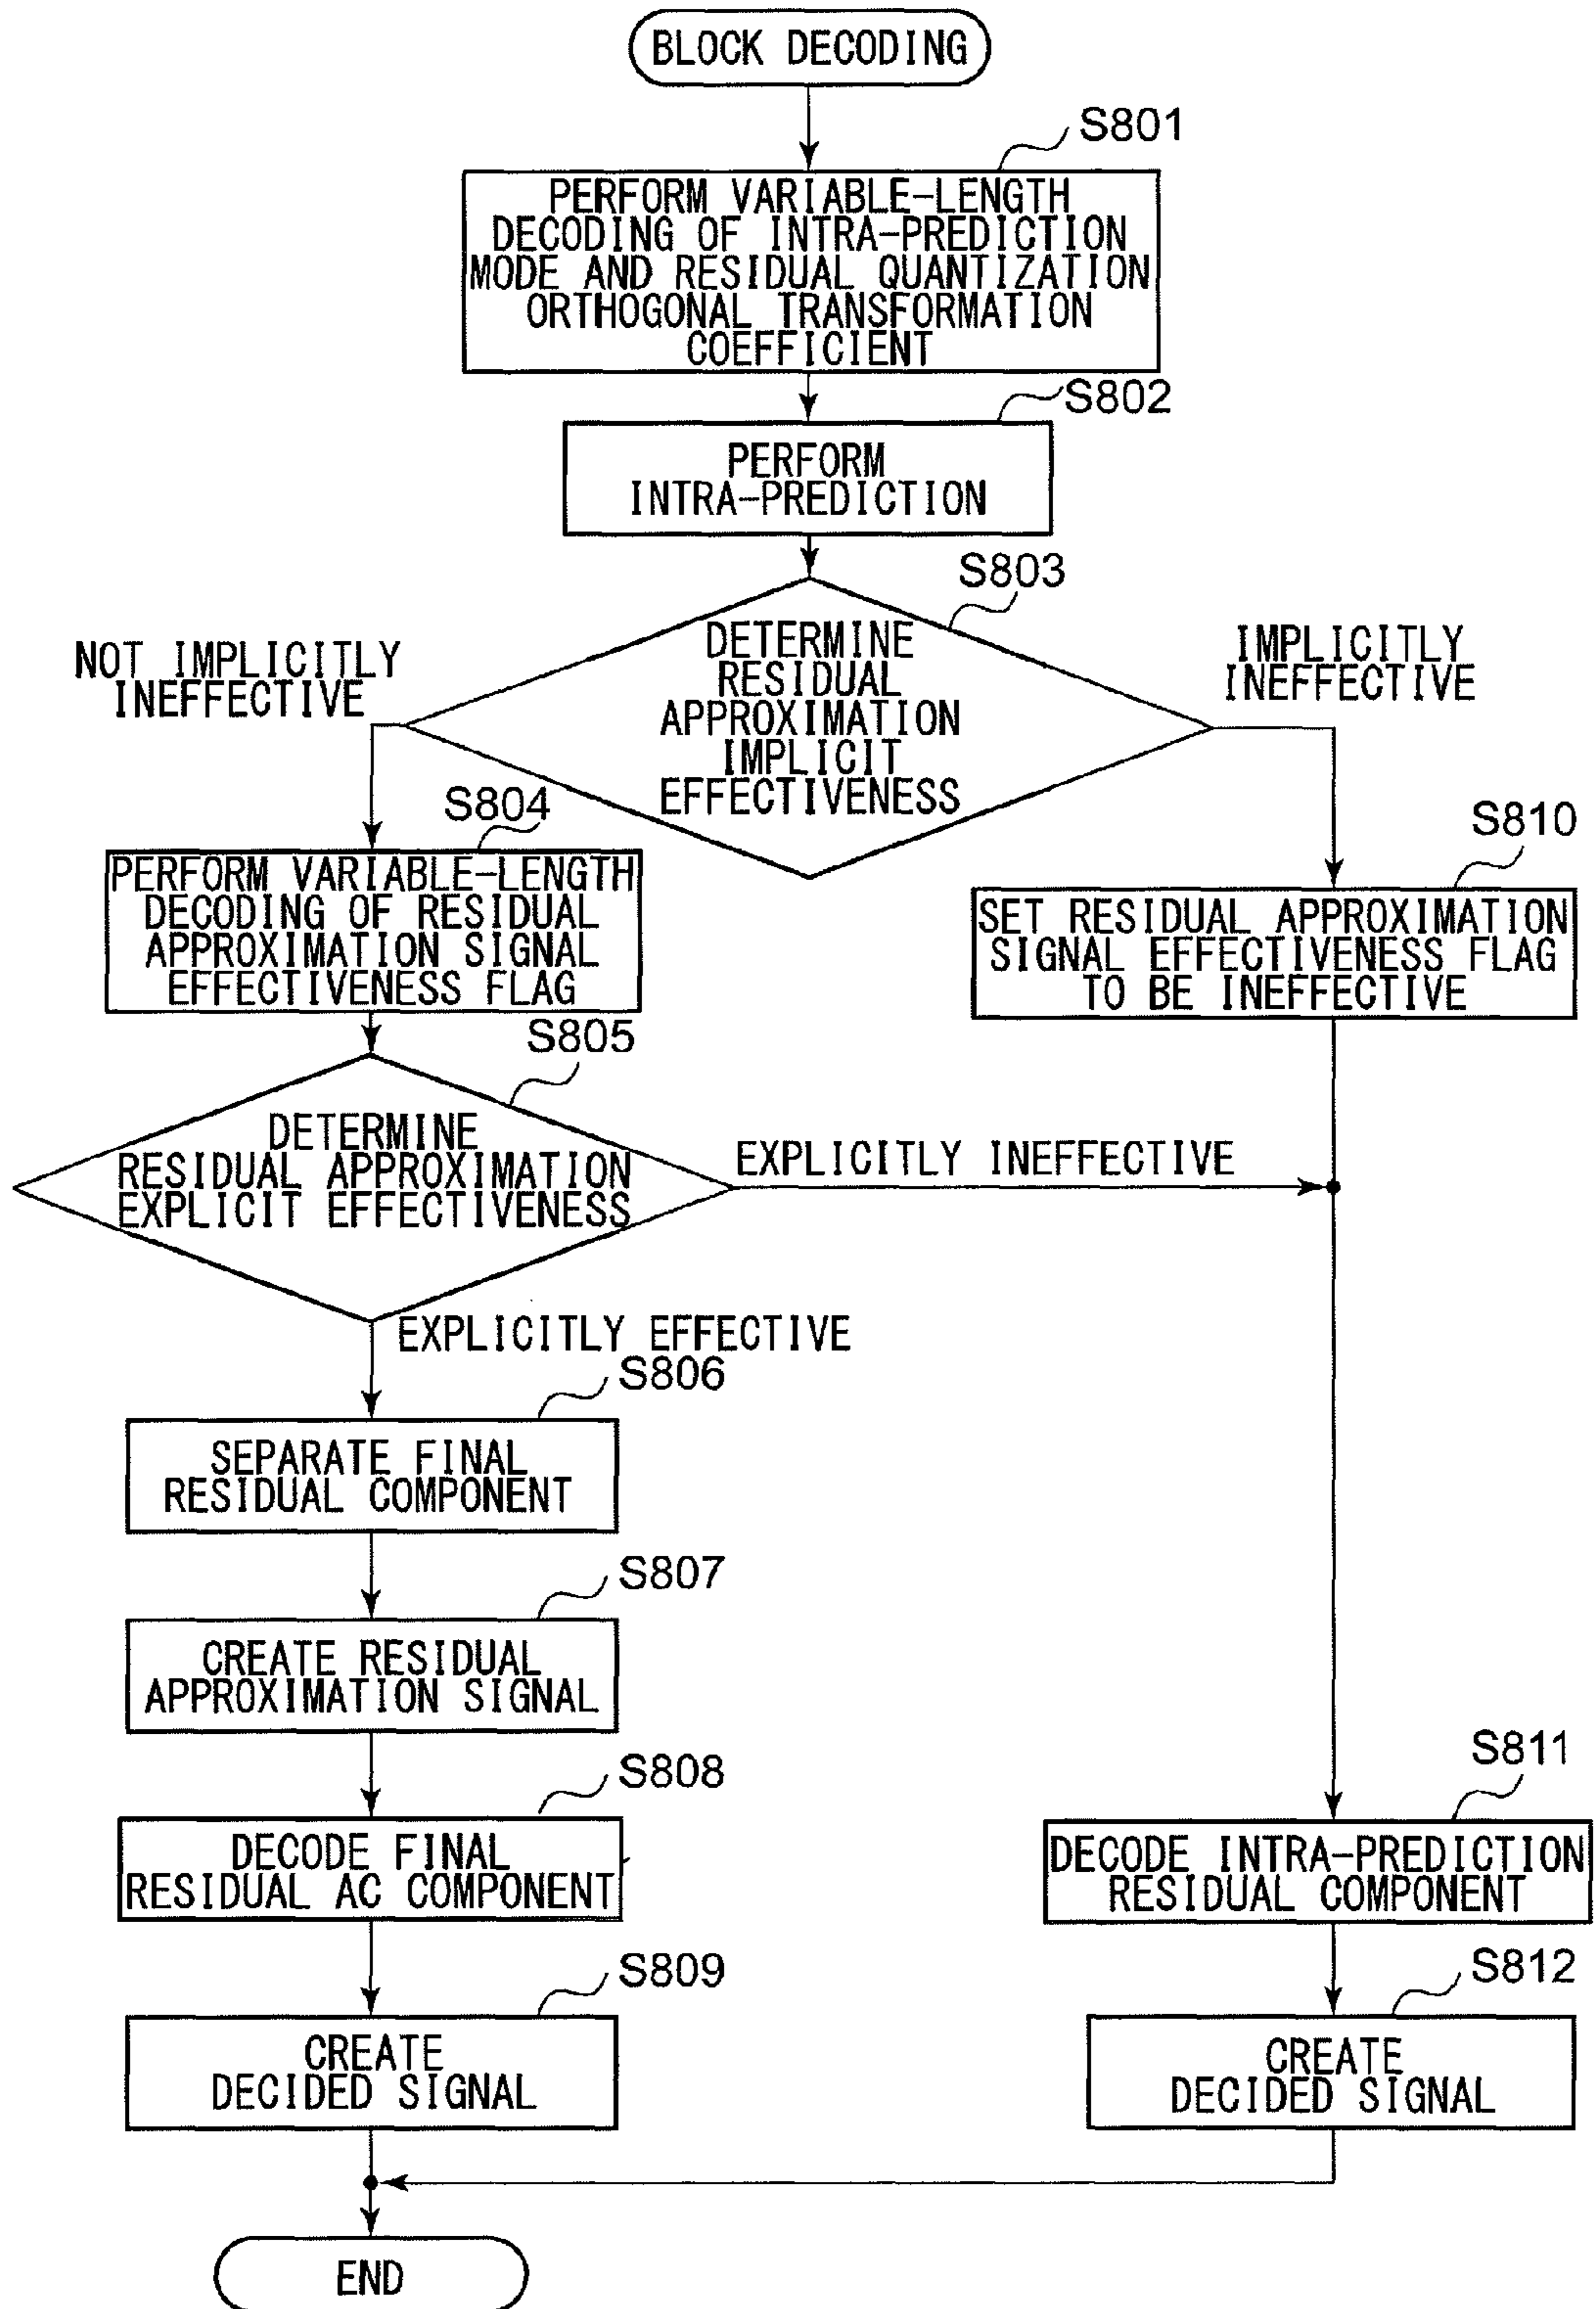 BLOCK DECODING
S801
PERFORM VARIABLE-LENGTH
DECODING OF INTRA-PREDICTION
MODE AND RESIDUAL QUANTIZATION
ORTHOGONAL TRANSFORMATION
COEFFICIENT
S802
PERFORM
INTRA-PREDICTION
S803
DETERMINE
RESIDUAL
APPROXIMATION
IMPLICIT
EFFECTIVENESS
NOT IMPLICITLY
INEFFECTIVE
IMPLICITLY
INEFFECTIVE
S804
PERFORM VARIABLE-LENGTH
DECODING OF RESIDUAL
APPROXIMATION SIGNAL
EFFECTIVENESS FLAG
S810
SET RESIDUAL APPROXIMATION
SIGNAL EFFECTIVENESS FLAG
TO BE INEFFECTIVE
S805
DETERMINE
RESIDUAL APPROXIMATION
EXPLICIT EFFECTIVENESS
EXPLICITLY INEFFECTIVE
EXPLICITLY EFFECTIVE
S806
SEPARATE FINAL
RESIDUAL COMPONENT
S807
CREATE RESIDUAL
APPROXIMATION SIGNAL
S808
DECODE FINAL
RESIDUAL AC COMPONENT
S811
DECODE INTRA-PREDICTION
RESIDUAL COMPONENT
S809
CREATE
DECIDED SIGNAL
S812
CREATE
DECIDED SIGNAL
END